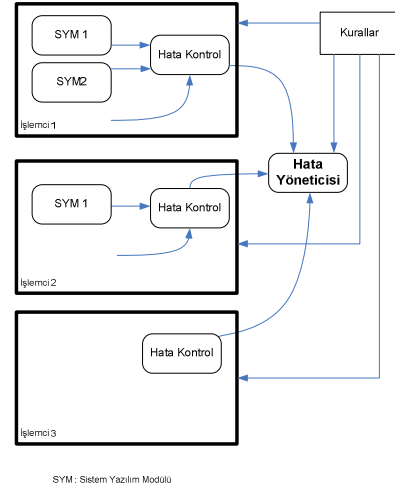 SYM 1
SYM2
Hata Kontrol
İşlemci 1
Kurallar
Hata
Yöneticisi
SYM 1
Hata Kontrol
İşlemci 2
Hata Kontrol
İşlemci 3
SYM : Sistem Yazılım Modülü